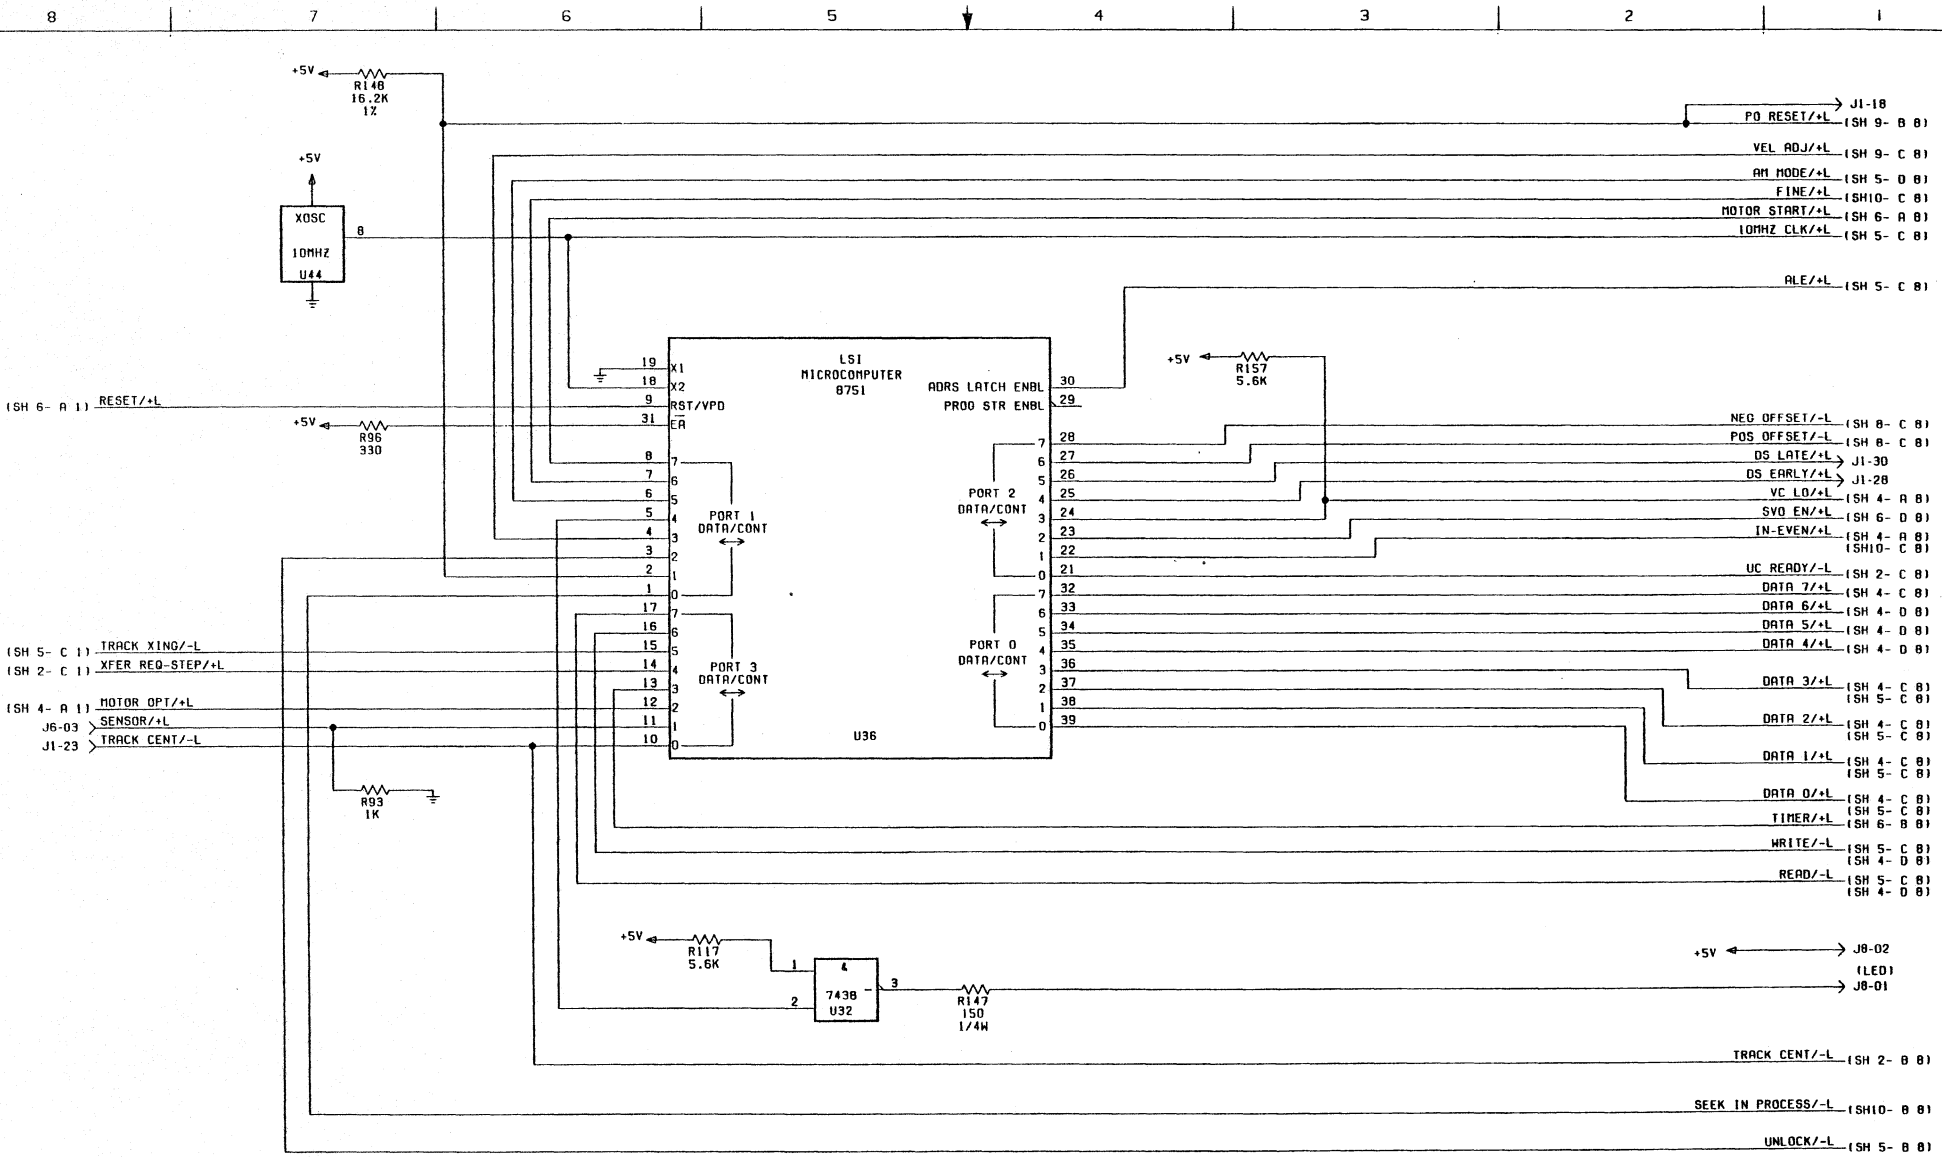 8 7 6 5 4 3 2 1
+5V
R148
16.2K
1%
J1-18
PO RESET/+L (SH 9- B 8)
VEL ADJ/+L (SH 9- C 8)
AM MODE/+L (SH 5- D 8)
FINE/+L (SH10- C 8)
MOTOR START/+L (SH 6- A 8)
10MHZ CLK/+L (SH 5- C 8)
+5V
XOSC
10MHZ
U44
8
ALE/+L (SH 5- C 8)
LSI
MICROCOMPUTER
8751
19 X1
18 X2
9 RST/VPD
31 EA
(SH 6- A 1) RESET/+L
+5V
R96
330
ADRS LATCH ENBL 30
PROG STR ENBL 29
+5V
R157
5.6K
8 7
7 6
6 5
5 4
4 3
3 2
2 1
1 0
PORT 1
DATA/CONT
17 7
16 6
15 5
14 4
13 3
12 2
11 1
10 0
PORT 3
DATA/CONT
7 28
6 27
5 26
4 25
3 24
2 23
1 22
0 21
PORT 2
DATA/CONT
7 32
6 33
5 34
4 35
3 36
2 37
1 38
0 39
PORT 0
DATA/CONT
U36
NEG OFFSET/-L (SH 8- C 8)
POS OFFSET/-L (SH 8- C 8)
DS LATE/+L J1-30
DS EARLY/+L J1-28
VC LO/+L (SH 4- A 8)
SVO EN/+L (SH 6- D 8)
IN-EVEN/+L (SH 4- A 8)
(SH10- C 8)
UC READY/-L (SH 2- C 8)
DATA 7/+L (SH 4- C 8)
DATA 6/+L (SH 4- D 8)
DATA 5/+L (SH 4- D 8)
DATA 4/+L (SH 4- D 8)
DATA 3/+L (SH 4- C 8)
(SH 5- C 8)
DATA 2/+L (SH 4- C 8)
(SH 5- C 8)
DATA 1/+L (SH 4- C 8)
(SH 5- C 8)
DATA 0/+L (SH 4- C 8)
(SH 5- C 8)
TIMER/+L (SH 6- B 8)
WRITE/-L (SH 5- C 8)
(SH 4- D 8)
READ/-L (SH 5- C 8)
(SH 4- D 8)
(SH 5- C 1) TRACK XING/-L
(SH 2- C 1) XFER REQ-STEP/+L
(SH 4- A 1) MOTOR OPT/+L
J6-03 SENSOR/+L
J1-23 TRACK CENT/-L
R93
1K
+5V
R117
5.6K
1
2
&
7438
U32
3
R147
150
1/4W
+5V J8-02
(LED)
J8-01
TRACK CENT/-L (SH 2- B 8)
SEEK IN PROCESS/-L (SH10- B 8)
UNLOCK/-L (SH 5- B 8)